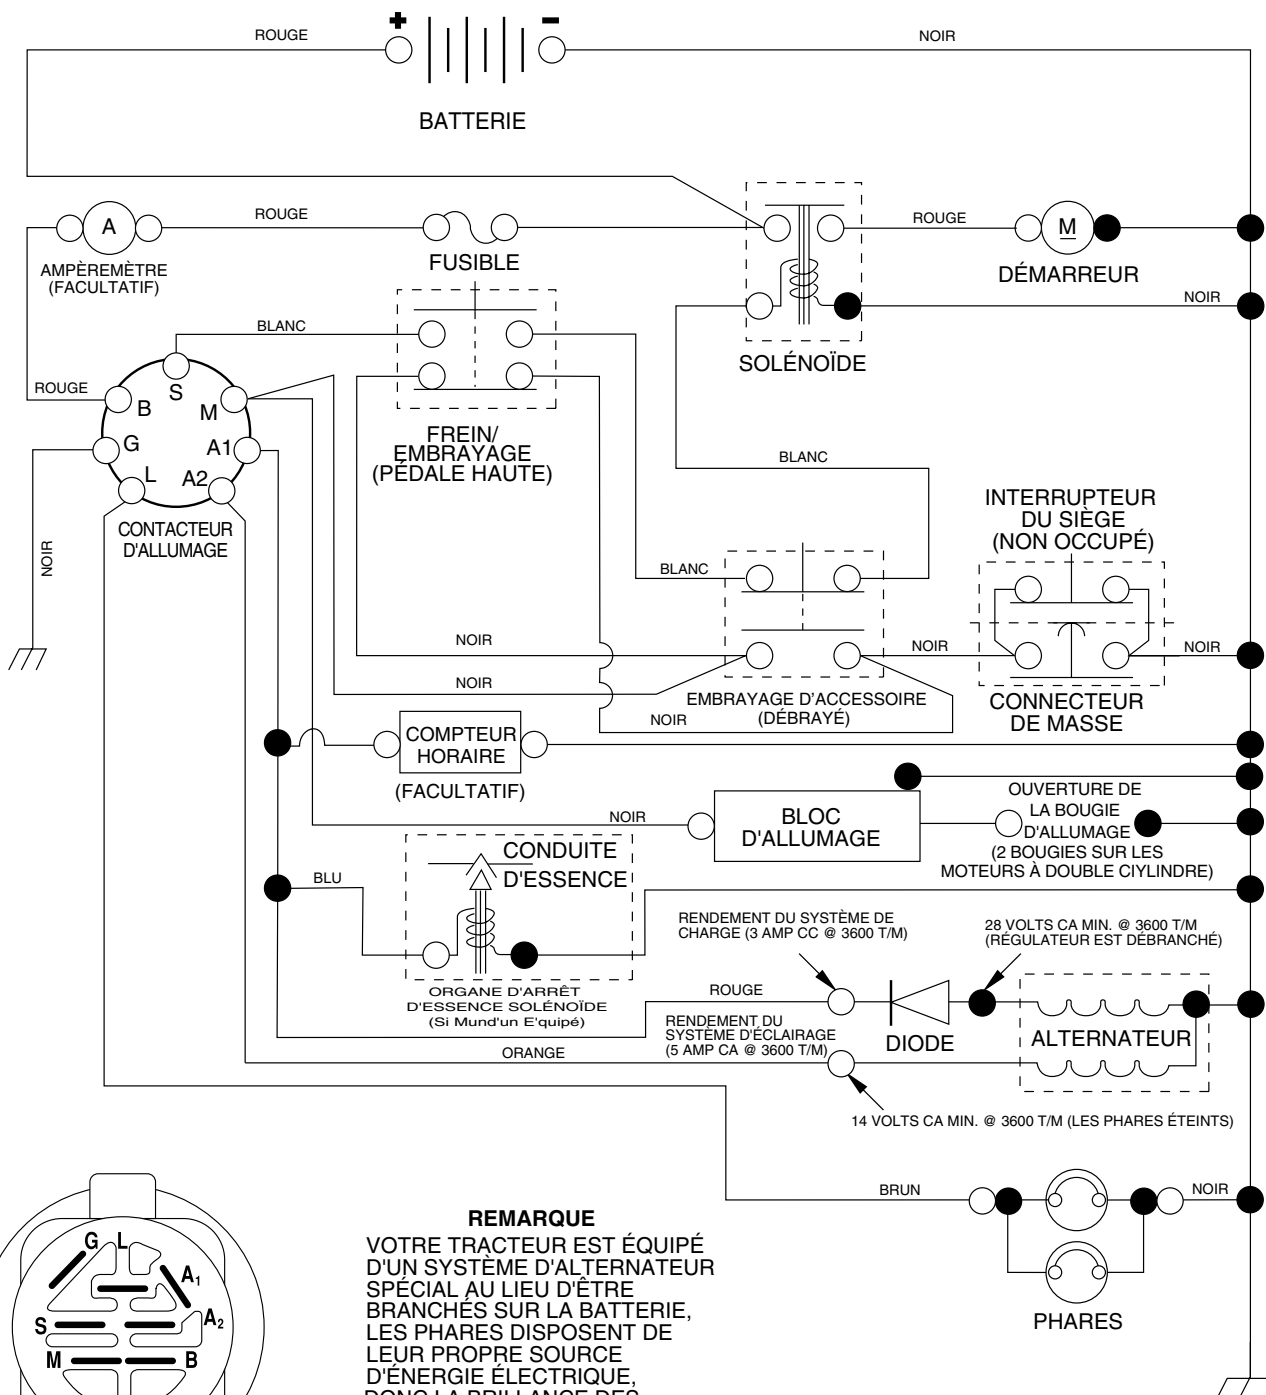 +
−
ROUGE
NOIR
BATTERIE
ROUGE
ROUGE
A
M
AMPÈREMÈTRE
(FACULTATIF)
FUSIBLE
DÉMARREUR
NOIR
BLANC
SOLÉNOÏDE
ROUGE
S
B
M
G
A1
L
A2
FREIN/
EMBRAYAGE
(PÉDALE HAUTE)
BLANC
CONTACTEUR
D'ALLUMAGE
NOIR
INTERRUPTEUR
DU SIÈGE
(NON OCCUPÉ)
BLANC
NOIR
NOIR
NOIR
NOIR
NOIR
EMBRAYAGE D'ACCESSOIRE
(DÉBRAYÉ)
CONNECTEUR
DE MASSE
COMPTEUR
HORAIRE
(FACULTATIF)
NOIR
BLOC
D'ALLUMAGE
OUVERTURE DE
LA BOUGIE
D'ALLUMAGE
(2 BOUGIES SUR LES
MOTEURS À DOUBLE CIYLINDRE)
CONDUITE
D'ESSENCE
BLU
ORGANE D'ARRÊT
D'ESSENCE SOLÉNOÏDE
(Si Mund'un E'quipé)
RENDEMENT DU SYSTÈME DE
CHARGE (3 AMP CC @ 3600 T/M)
28 VOLTS CA MIN. @ 3600 T/M
(RÉGULATEUR EST DÉBRANCHÉ)
ROUGE
RENDEMENT DU
SYSTÈME D'ÉCLAIRAGE
(5 AMP CA @ 3600 T/M)
DIODE
ALTERNATEUR
ORANGE
14 VOLTS CA MIN. @ 3600 T/M (LES PHARES ÉTEINTS)
BRUN
NOIR
PHARES
G
L
A1
A2
S
M
B
REMARQUE
VOTRE TRACTEUR EST ÉQUIPÉ
D'UN SYSTÈME D'ALTERNATEUR
SPÉCIAL AU LIEU D'ÊTRE
BRANCHÉS SUR LA BATTERIE,
LES PHARES DISPOSENT DE
LEUR PROPRE SOURCE
D'ÉNERGIE ÉLECTRIQUE,
DONC LA BRILLANCE DES